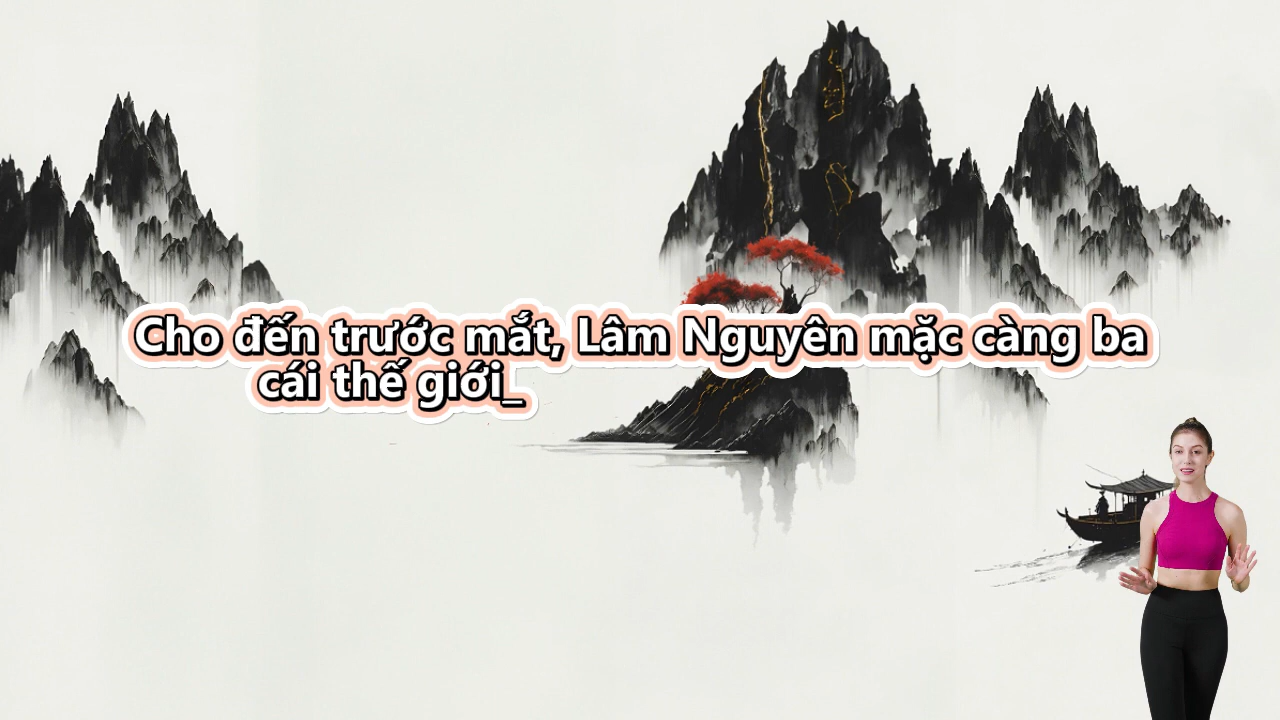 Cho đến trước mắt, Lâm Nguyên mặc càng ba
cái thế giới_